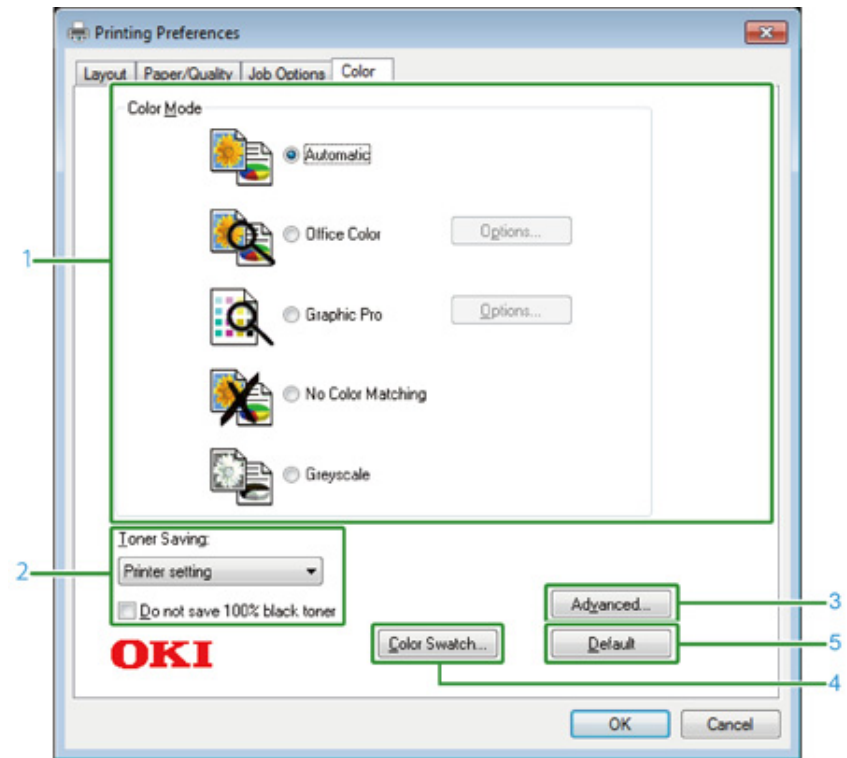 Printing Preferences
Layout Paper/Quality Job Options Color
Color Mode
Automatic
Office Color Options...
1
Graphic Pro Options...
No Color Matching
Greyscale
Toner Saving:
2 Printer setting
Advanced... 3
Do not save 100% black toner
OKI Color Swatch... Default 5
4
OK Cancel